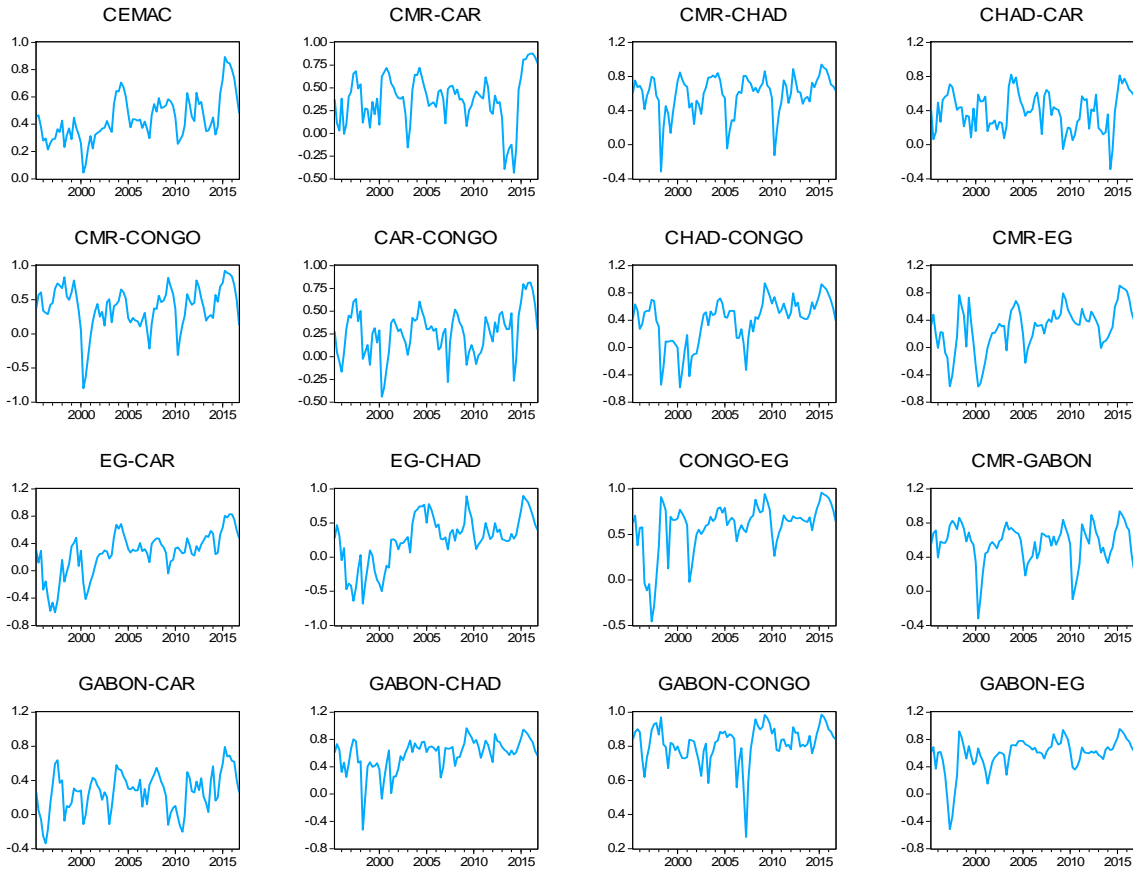 CEMAC CMR-CAR CMR-CHAD CHAD-CAR
1.0 1.00 1.2 1.2
0.8 0.75 0.8 0.8
0.6 0.50 0.4 0.4
0.4 0.25 0.0 0.0
0.2 0.00 -0.4 -0.4
0.0 -0.25
-0.50
2000 2005 2010 2015 2000 2005 2010 2015 2000 2005 2010 2015 2000 2005 2010 2015
CMR-CONGO CAR-CONGO CHAD-CONGO CMR-EG
1.0 1.00 1.2 1.2
0.5 0.75 0.8 0.8
0.0 0.50 0.4 0.4
-0.5 0.25 0.0 0.0
-1.0 0.00 -0.4 -0.4
-0.25 -0.8 -0.8
-0.50
2000 2005 2010 2015 2000 2005 2010 2015 2000 2005 2010 2015 2000 2005 2010 2015
EG-CAR EG-CHAD CONGO-EG CMR-GABON
1.2 1.0 1.0 1.2
0.8 0.5 0.5 0.8
0.4 0.0 0.0 0.4
0.0 -0.5 -0.5 0.0
-0.4 -1.0 -0.4
-0.8
2000 2005 2010 2015 2000 2005 2010 2015 2000 2005 2010 2015 2000 2005 2010 2015
GABON-CAR GABON-CHAD GABON-CONGO GABON-EG
1.2 1.2 1.0 1.2
0.8 0.8 0.8 0.8
0.4 0.4 0.6 0.4
0.0 0.0 0.4 0.0
-0.4 -0.4 0.2 -0.4
-0.8 -0.8
2000 2005 2010 2015 2000 2005 2010 2015 2000 2005 2010 2015 2000 2005 2010 2015